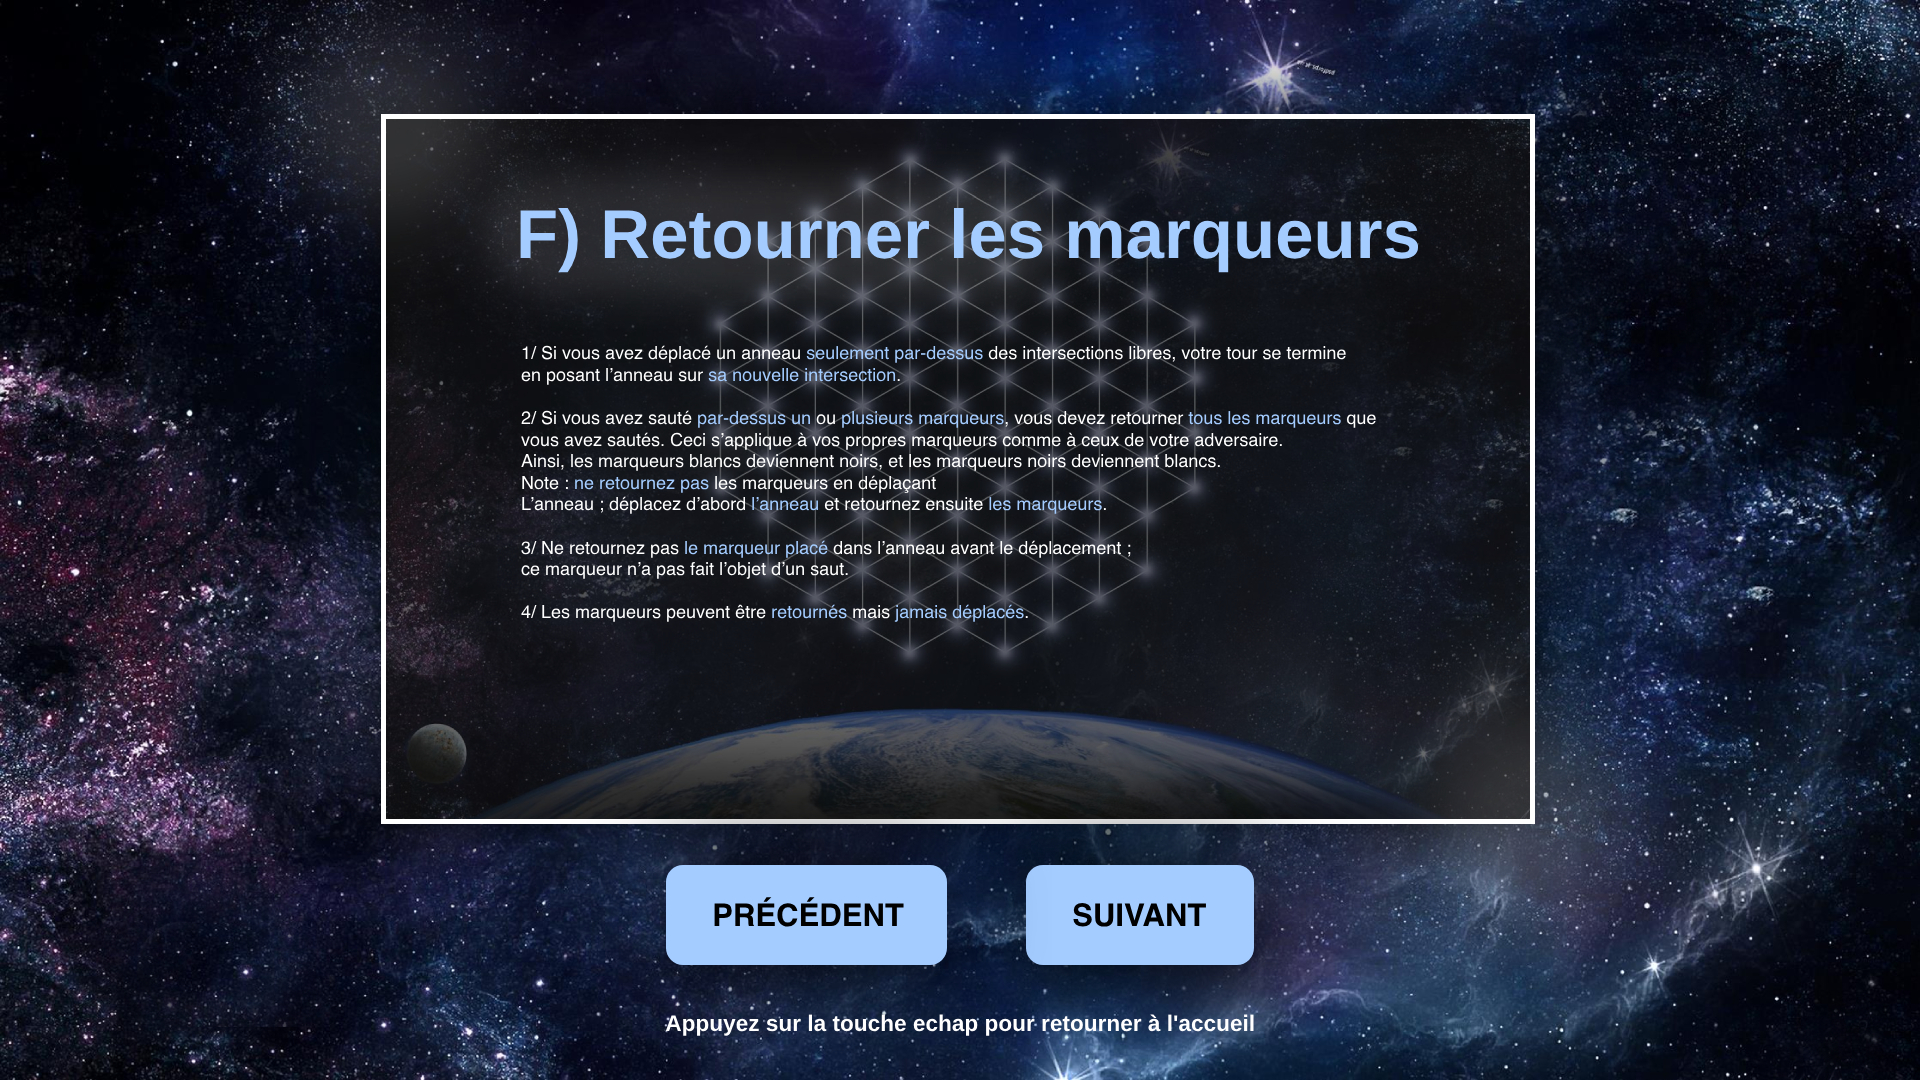 F) Retourner les marqueurs
1/ Si vous avez déplacé un anneau seulement par-dessus des intersections libres, votre tour se termine
en posant l’anneau sur sa nouvelle intersection.
2/ Si vous avez sauté par-dessus un ou plusieurs marqueurs, vous devez retourner tous les marqueurs que
vous avez sautés. Ceci s’applique à vos propres marqueurs comme à ceux de votre adversaire.
Ainsi, les marqueurs blancs deviennent noirs, et les marqueurs noirs deviennent blancs.
Note : ne retournez pas les marqueurs en déplaçant
L’anneau ; déplacez d’abord l’anneau et retournez ensuite les marqueurs.
3/ Ne retournez pas le marqueur placé dans l’anneau avant le déplacement ;
ce marqueur n’a pas fait l’objet d’un saut.
4/ Les marqueurs peuvent être retournés mais jamais déplacés.
PRÉCÉDENT
SUIVANT
Appuyez sur la touche echap pour retourner à l'accueil